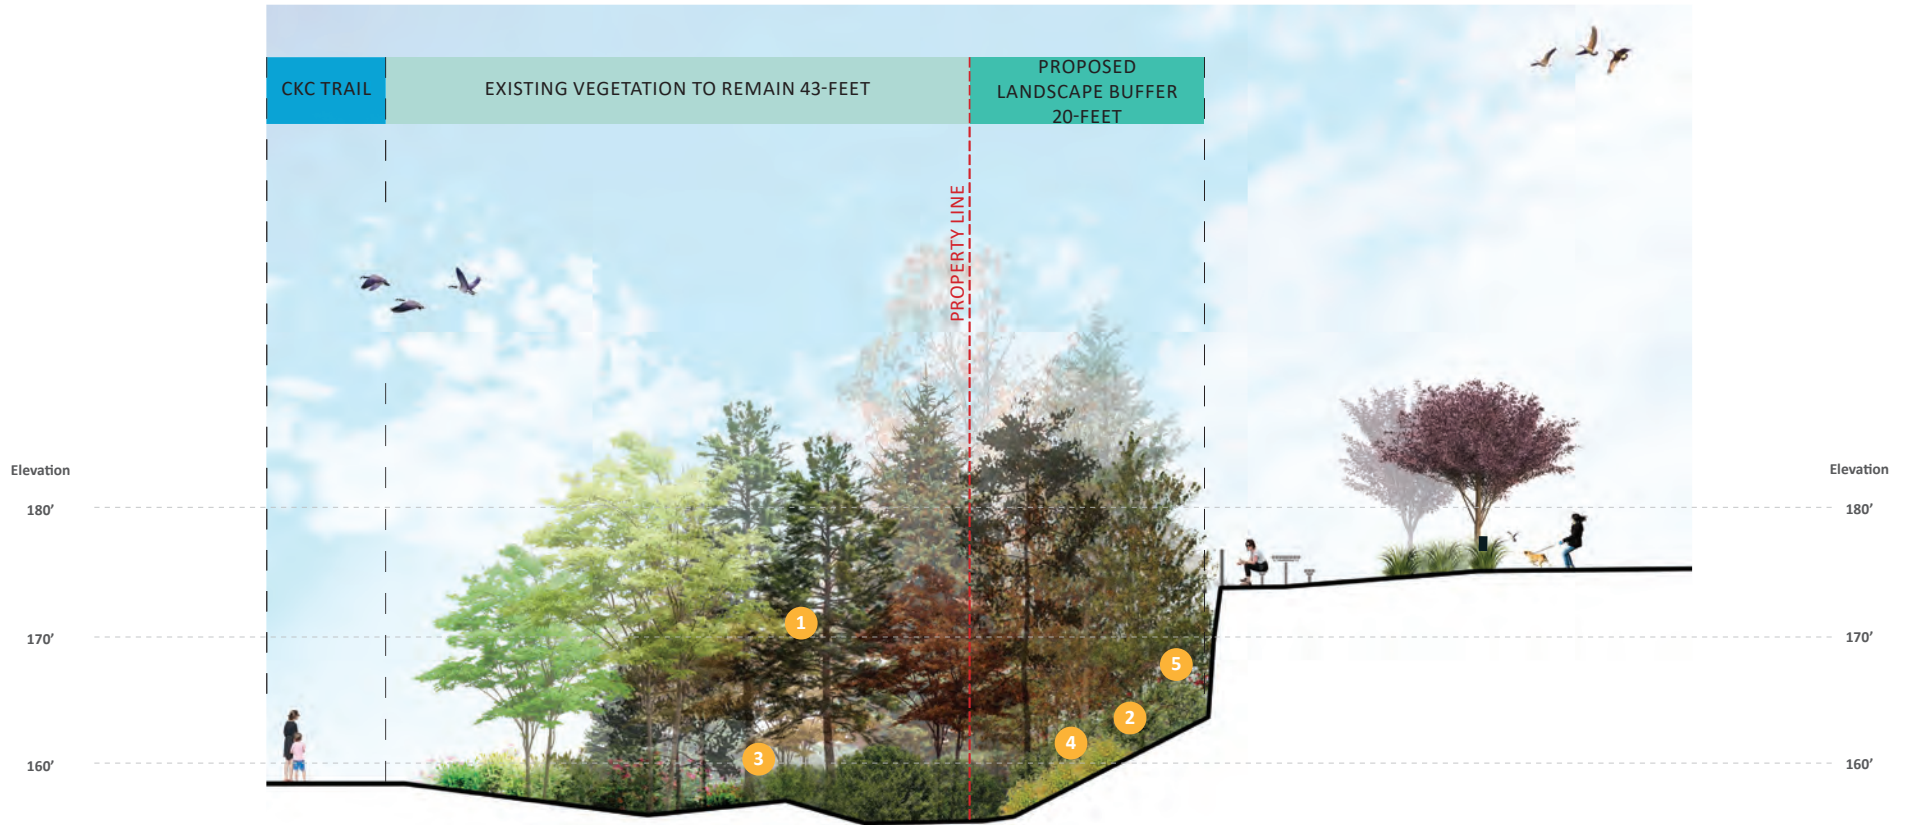 CKC TRAIL
EXISTING VEGETATION TO REMAIN 43-FEET
PROPOSED
LANDSCAPE BUFFER
20-FEET
PROPERTY LINE
Elevation
Elevation
180'
180'
170'
170'
160'
160'
1
5
2
4
3